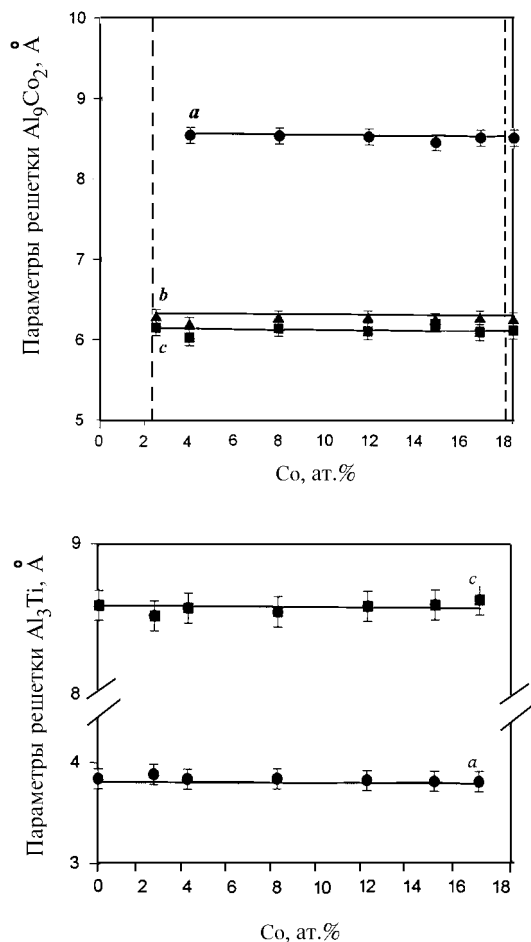 Параметры решетки Al₉Co₂, Å
10
9
8
7
6
5
a
b
c
0 2 4 6 8 10 12 14 16 18
Co, ат.%
Параметры решетки Al₃Ti, Å
9
8
4
3
c
a
0 2 4 6 8 10 12 14 16 18
Co, ат.%